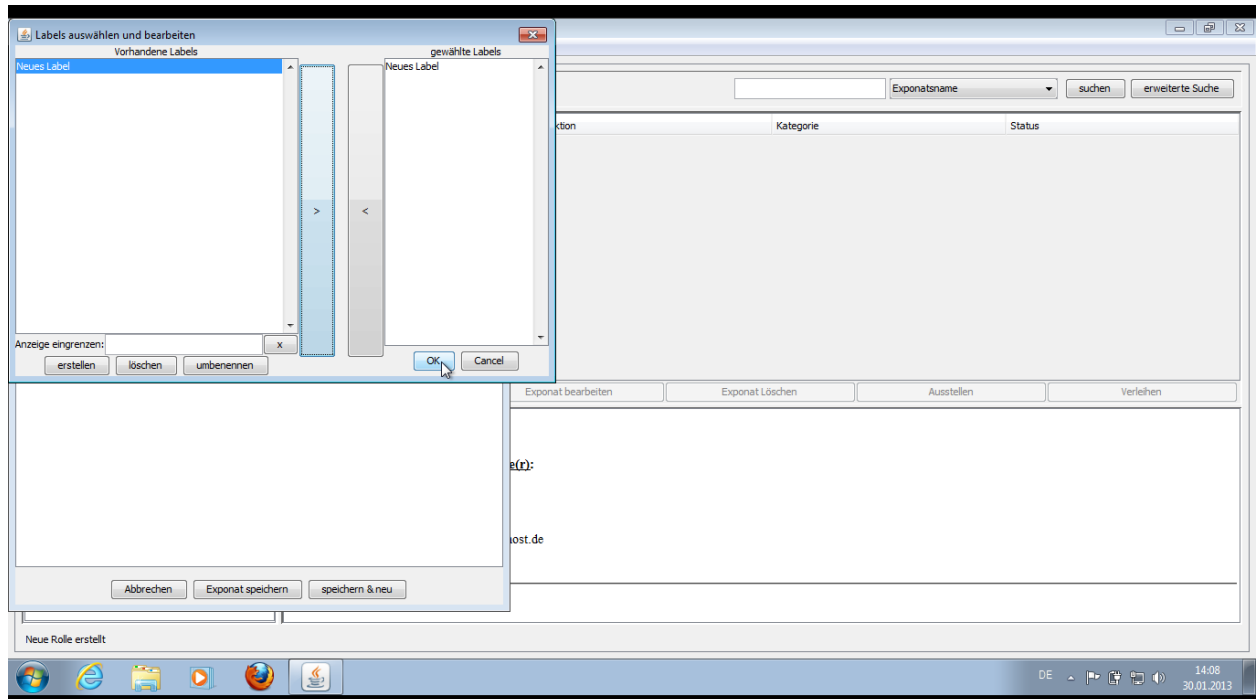 Labels auswählen und bearbeiten
Vorhandene Labels
gewählte Labels
Neues Label
Neues Label
>
<
Anzeige eingrenzen:
x
erstellen
löschen
umbenennen
OK
Cancel
Exponatsname
suchen
erweiterte Suche
ktion
Kategorie
Status
Exponat bearbeiten
Exponat Löschen
Ausstellen
Verleihen
e(r):
ost.de
Abbrechen
Exponat speichern
speichern & neu
Neue Rolle erstellt
DE
14:08
30.01.2013